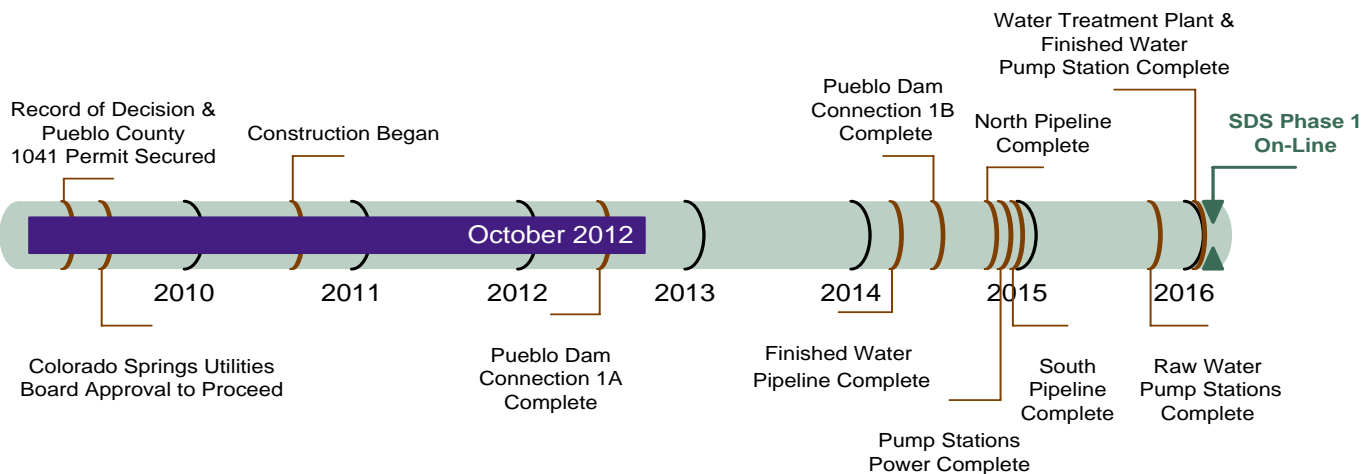 Water Treatment Plant &
Finished Water
Pump Station Complete
Record of Decision &
Pueblo County
1041 Permit Secured
Construction Began
Pueblo Dam
Connection 1B
Complete
North Pipeline
Complete
SDS Phase 1
On-Line
October 2012
2010
2011
2012
2013
2014
2015
2016
Colorado Springs Utilities
Board Approval to Proceed
Pueblo Dam
Connection 1A
Complete
Finished Water
Pipeline Complete
Pump Stations
Power Complete
South
Pipeline
Complete
Raw Water
Pump Stations
Complete